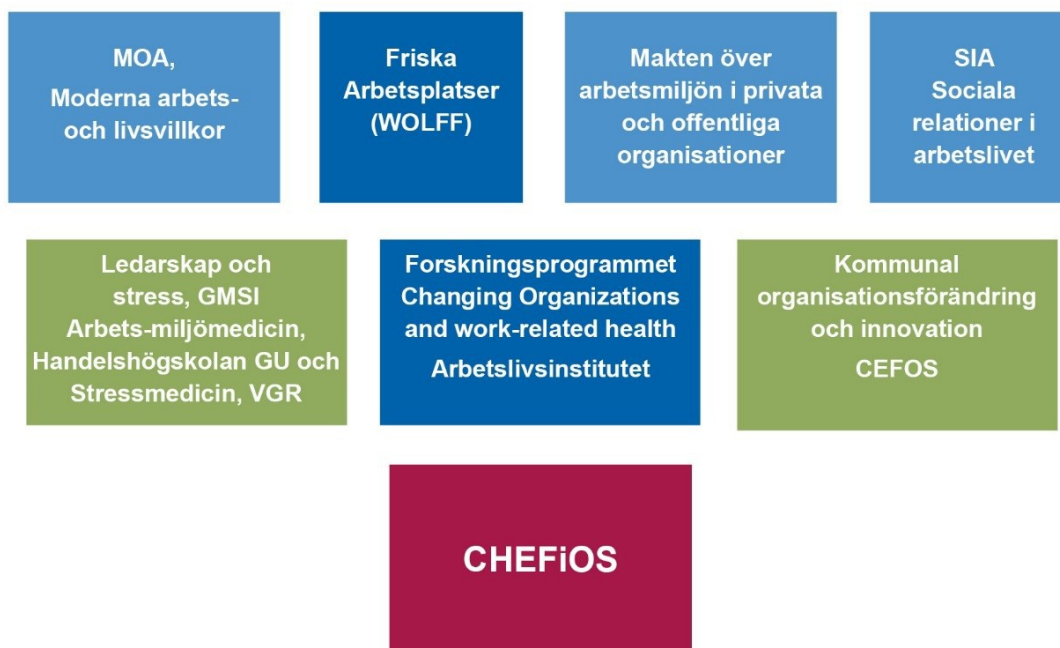 MOA,
Moderna arbets-
och livsvillkor
Friska
Arbetsplatser
(WOLFF)
Makten över
arbetsmiljön i privata
och offentliga
organisationer
SIA
Sociala
relationer i
arbetslivet
Ledarskap och
stress, GMSI
Arbets-miljömedicin,
Handelshögskolan GU och
Stressmedicin, VGR
Forskningsprogrammet
Changing Organizations
and work-related health
Arbetslivsinstitutet
Kommunal
organisationsförändring
och innovation
CEFOS
CHEFiOS